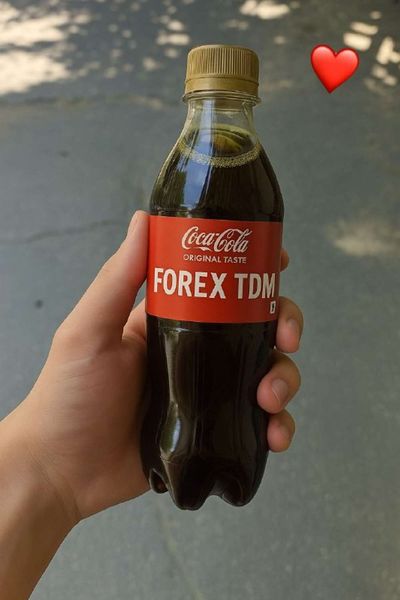 Coca-Cola
ORIGINAL TASTE
FOREX TDM